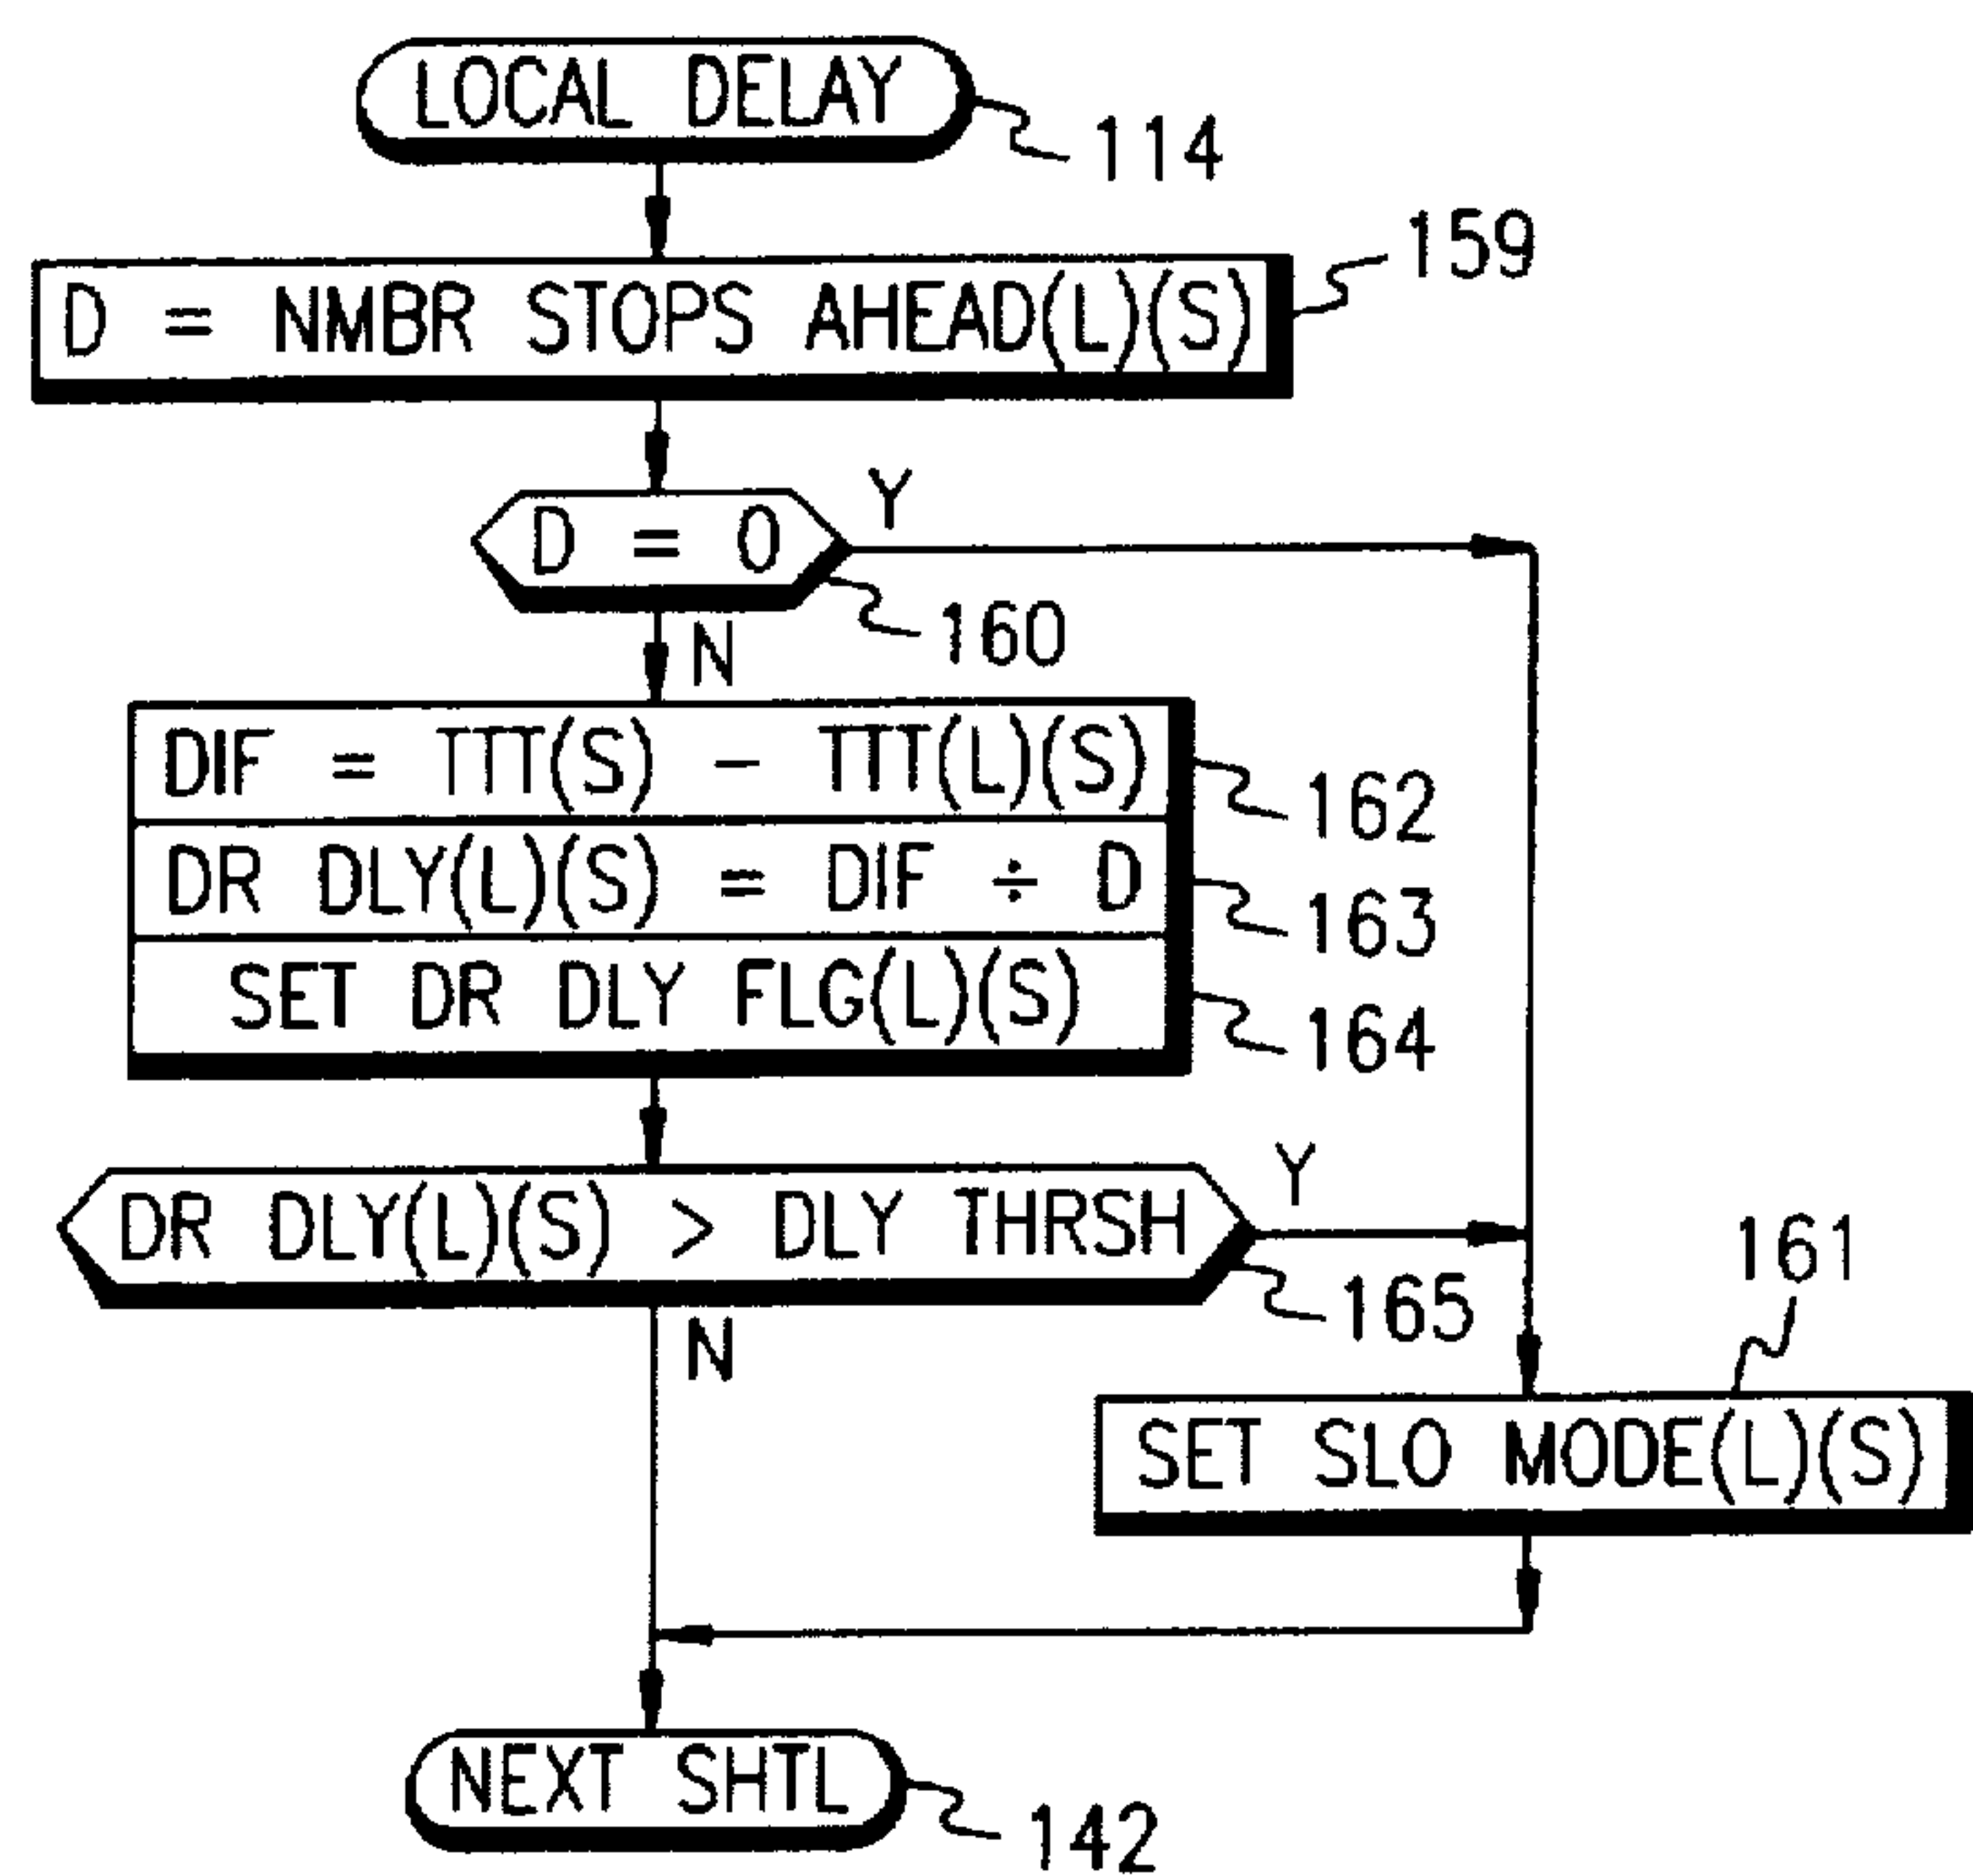 LOCAL DELAY
114
159
D = NMBR STOPS AHEAD(L)(S)
Y
D = 0
160
N
DIF = TTT(S) - TTT(L)(S)
162
DR DLY(L)(S) = DIF ÷ D
163
SET DR DLY FLG(L)(S)
164
Y
DR DLY(L)(S) > DLY THRSH
161
165
N
SET SLO MODE(L)(S)
NEXT SHTL
142